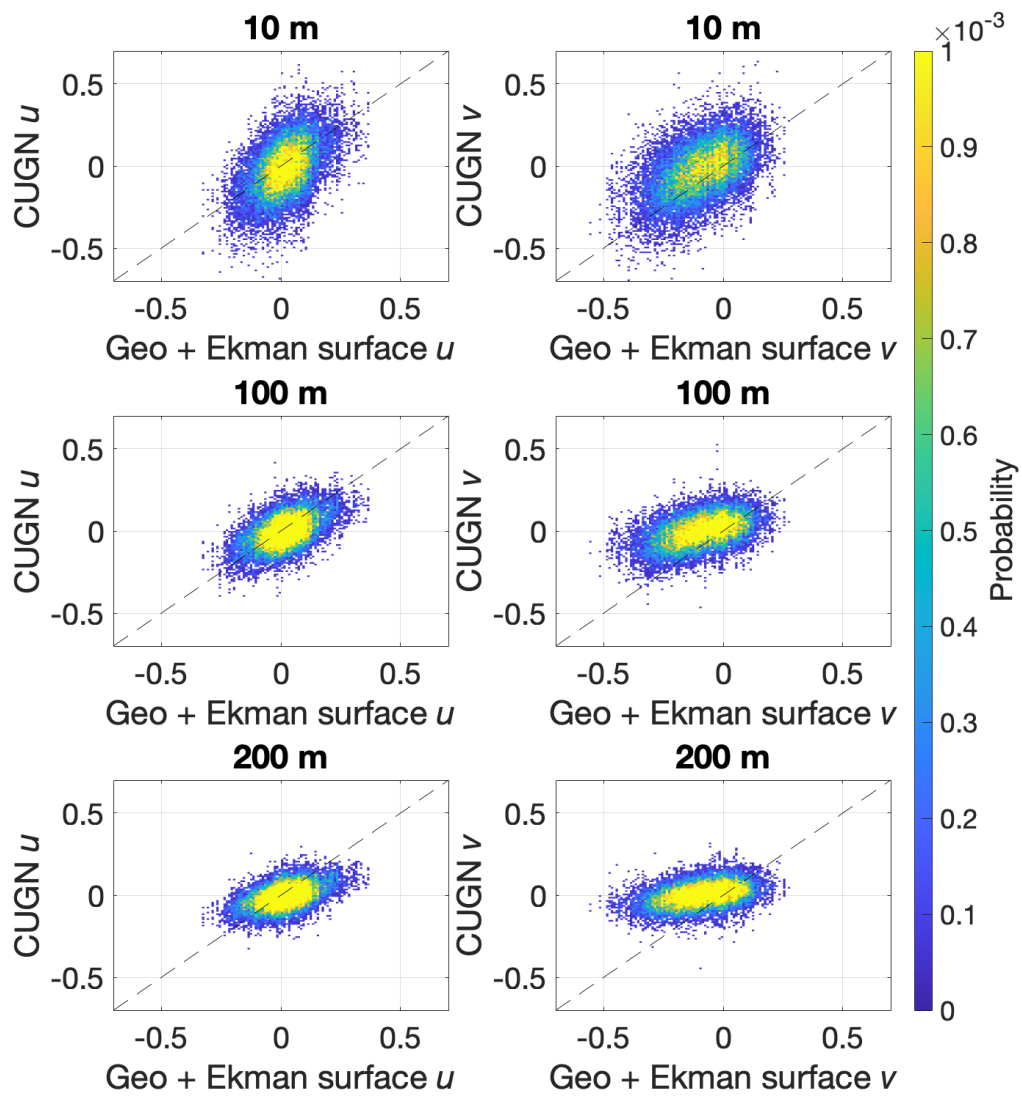 10 m
10 m
×10⁻³
0.5
0
-0.5
CUGN u
-0.5 0 0.5
Geo + Ekman surface u
0.5
0
-0.5
CUGN v
-0.5 0 0.5
Geo + Ekman surface v
100 m
100 m
0.5
0
-0.5
CUGN u
-0.5 0 0.5
Geo + Ekman surface u
0.5
0
-0.5
CUGN v
-0.5 0 0.5
Geo + Ekman surface v
200 m
200 m
0.5
0
-0.5
CUGN u
-0.5 0 0.5
Geo + Ekman surface u
0.5
0
-0.5
CUGN v
-0.5 0 0.5
Geo + Ekman surface v
1
0.9
0.8
0.7
0.6
0.5
0.4
0.3
0.2
0.1
0
Probability